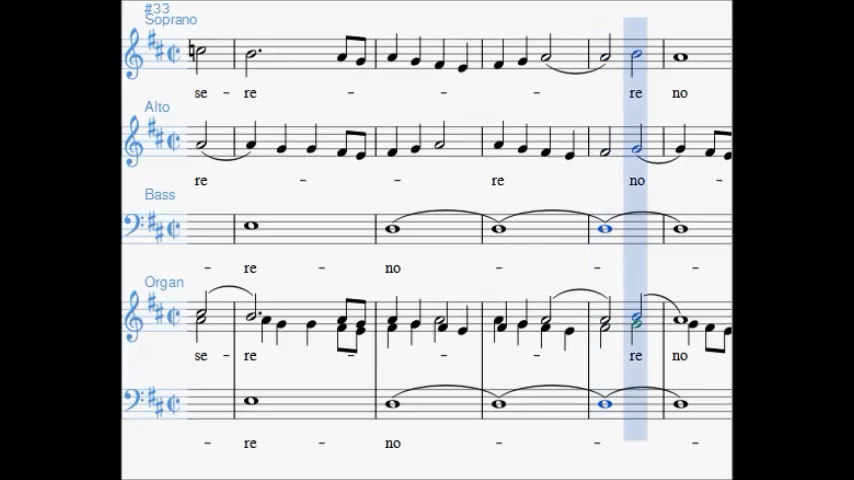 #33
Soprano
se - re - - - re no
Alto
re - re - no -
Bass
- re - no - - -
Organ
se - re - - - re no
- re - no - - -